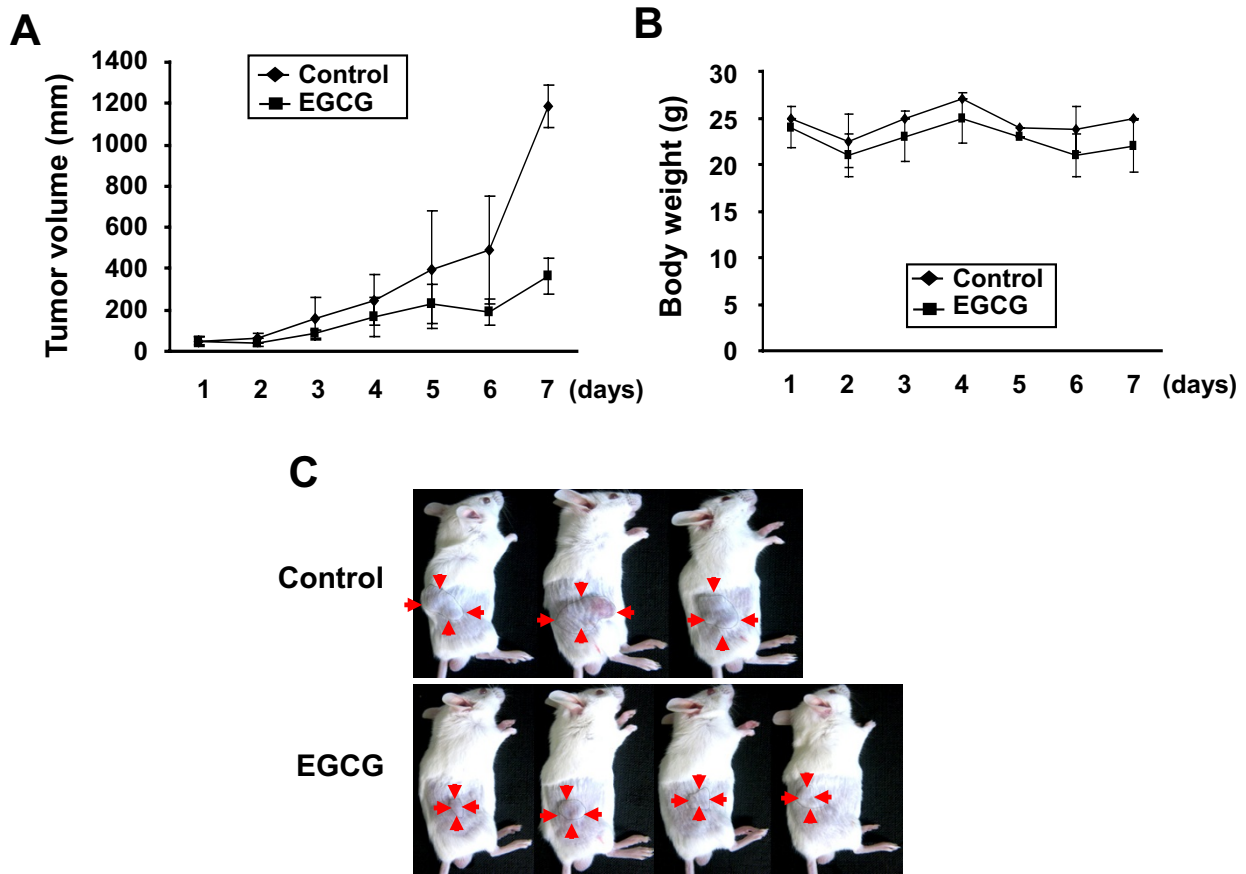 A
Tumor volume (mm)
1400
1200
1000
800
600
400
200
0
Control
EGCG
1 2 3 4 5 6 7 (days)
B
Body weight (g)
30
25
20
15
10
5
0
Control
EGCG
1 2 3 4 5 6 7 (days)
C
Control
EGCG